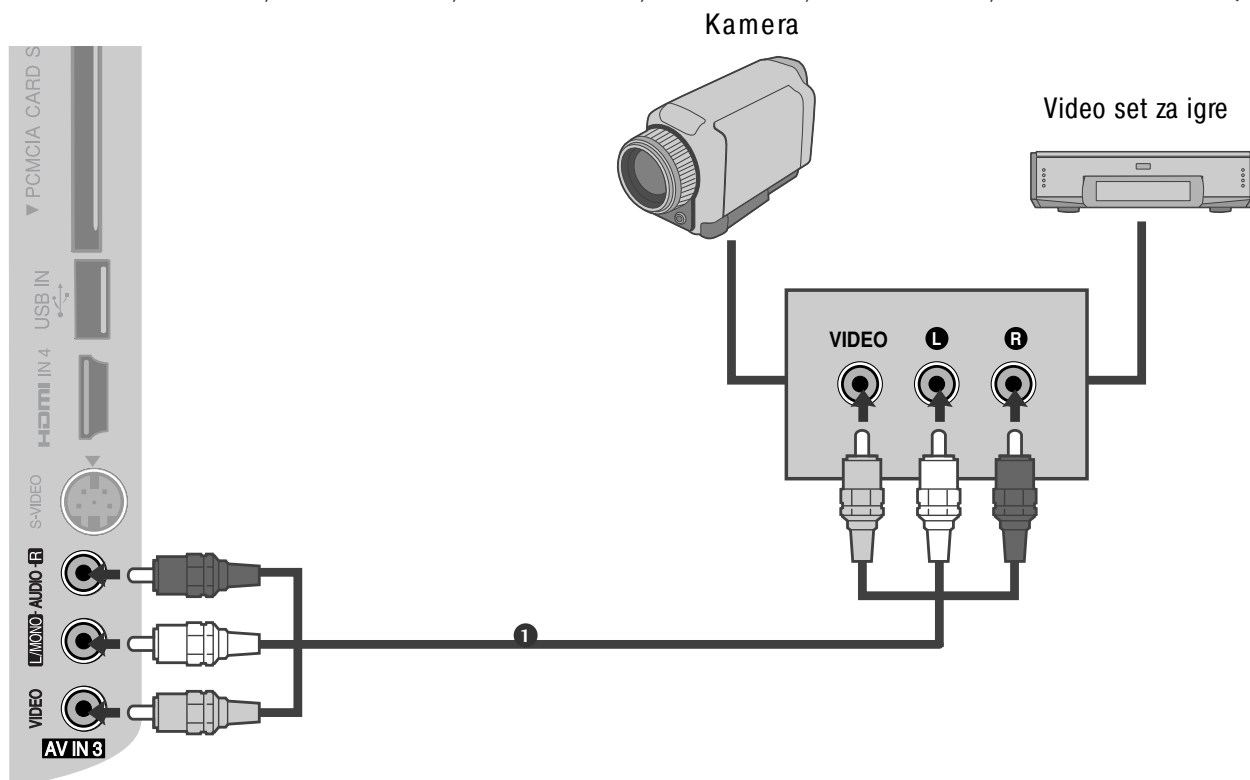 Kamera
Video set za igre
VIDEO
L
R
PCMCIA CARD S
USB IN
HDMI IN 4
S-VIDEO
L/MONO-AUDIO-R
VIDEO
AV IN 3
1